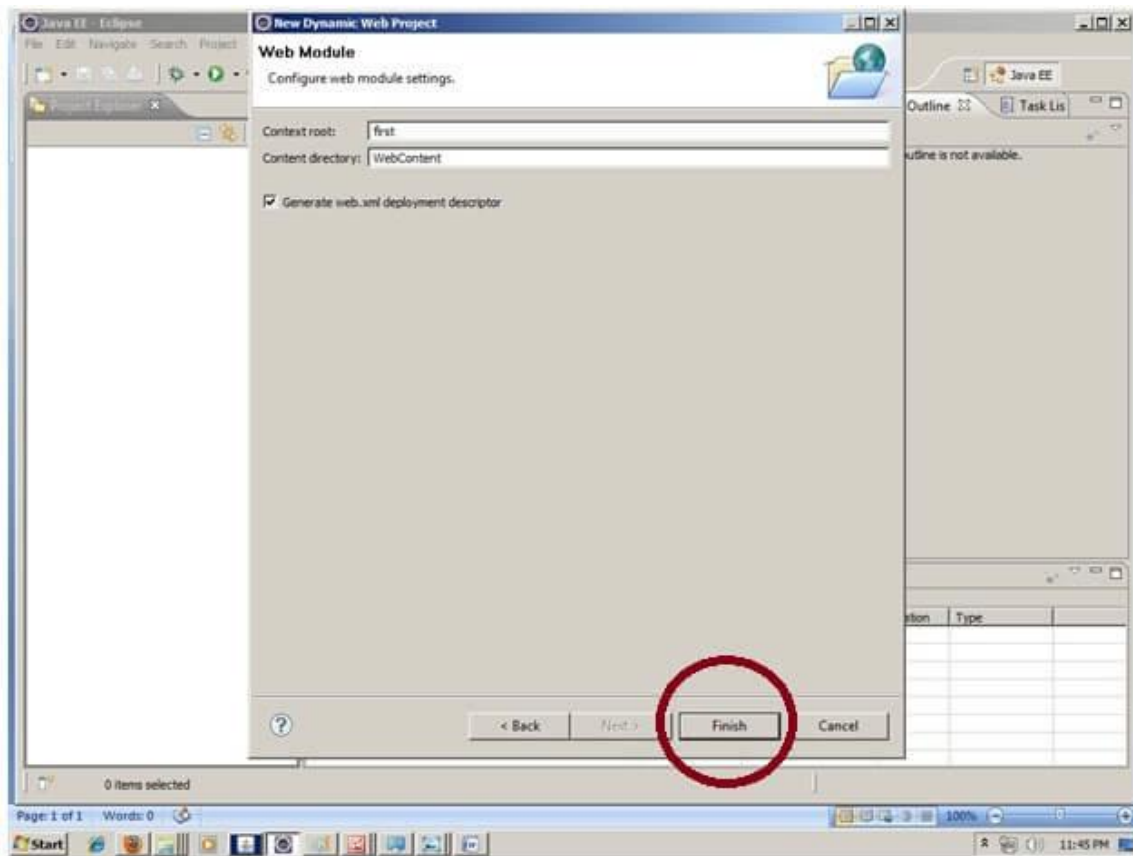 Java EE - Eclipse
New Dynamic Web Project
File Edit Navigate Search Project
Web Module
Configure web module settings.
Java EE
Project Explorer
Outline
Task Lis
Context root: first
Content directory: WebContent
utline is not available.
Generate web.xml deployment descriptor
ation Type
? < Back Next > Finish Cancel
0 items selected
Page: 1 of 1 Words: 0 100%
Start 11:45 PM